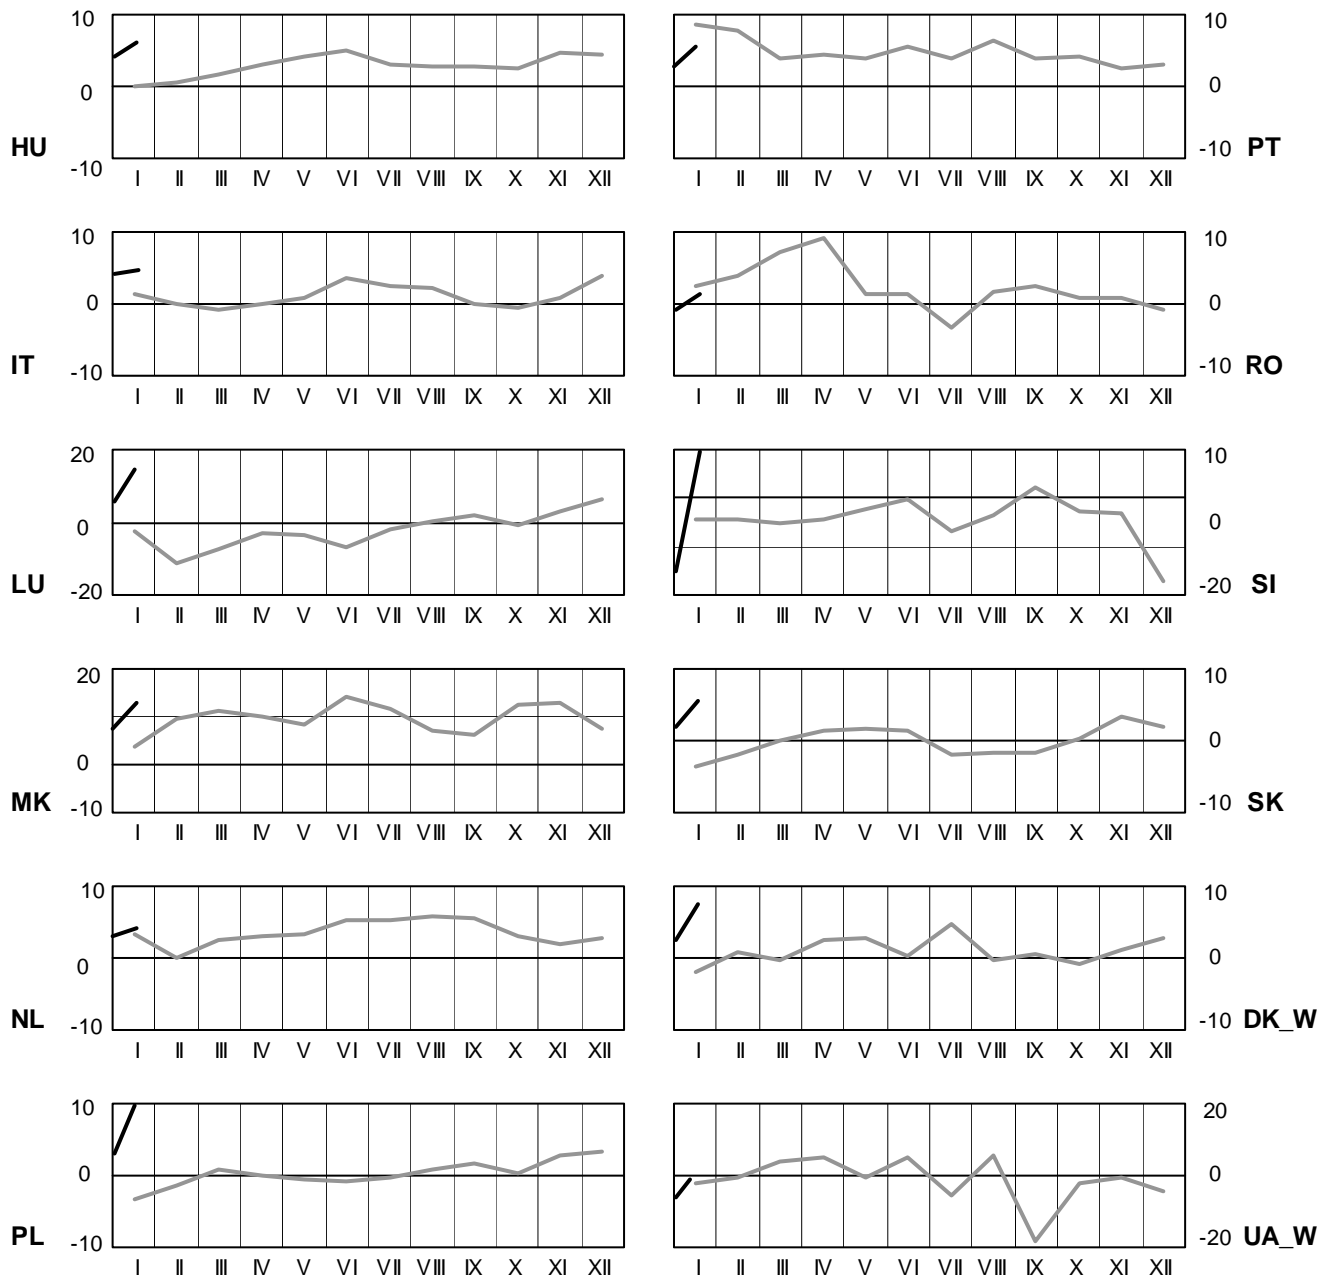 10 10
0 0
HU -10 -10 PT
I II III IV V VI VII VIII IX X XI XII I II III IV V VI VII VIII IX X XI XII
10 10
0 0
IT -10 -10 RO
I II III IV V VI VII VIII IX X XI XII I II III IV V VI VII VIII IX X XI XII
20 10
0 0
LU -20 -20 SI
I II III IV V VI VII VIII IX X XI XII I II III IV V VI VII VIII IX X XI XII
20 10
0 0
MK -10 -10 SK
I II III IV V VI VII VIII IX X XI XII I II III IV V VI VII VIII IX X XI XII
10 10
0 0
NL -10 -10 DK_W
I II III IV V VI VII VIII IX X XI XII I II III IV V VI VII VIII IX X XI XII
10 20
0 0
PL -10 -20 UA_W
I II III IV V VI VII VIII IX X XI XII I II III IV V VI VII VIII IX X XI XII